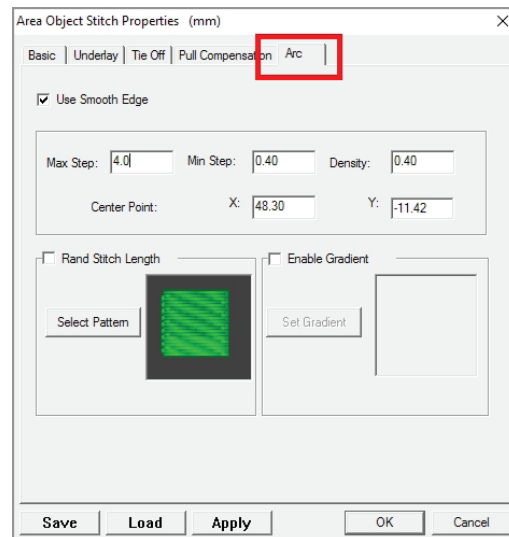 Area Object Stitch Properties (mm)
Basic Underlay Tie Off Pull Compensation Arc
Use Smooth Edge
Max Step: 4.0 Min Step: 0.40 Density: 0.40
Center Point: X: 48.30 Y: -11.42
Rand Stitch Length Enable Gradient
Select Pattern Set Gradient
Save Load Apply OK Cancel